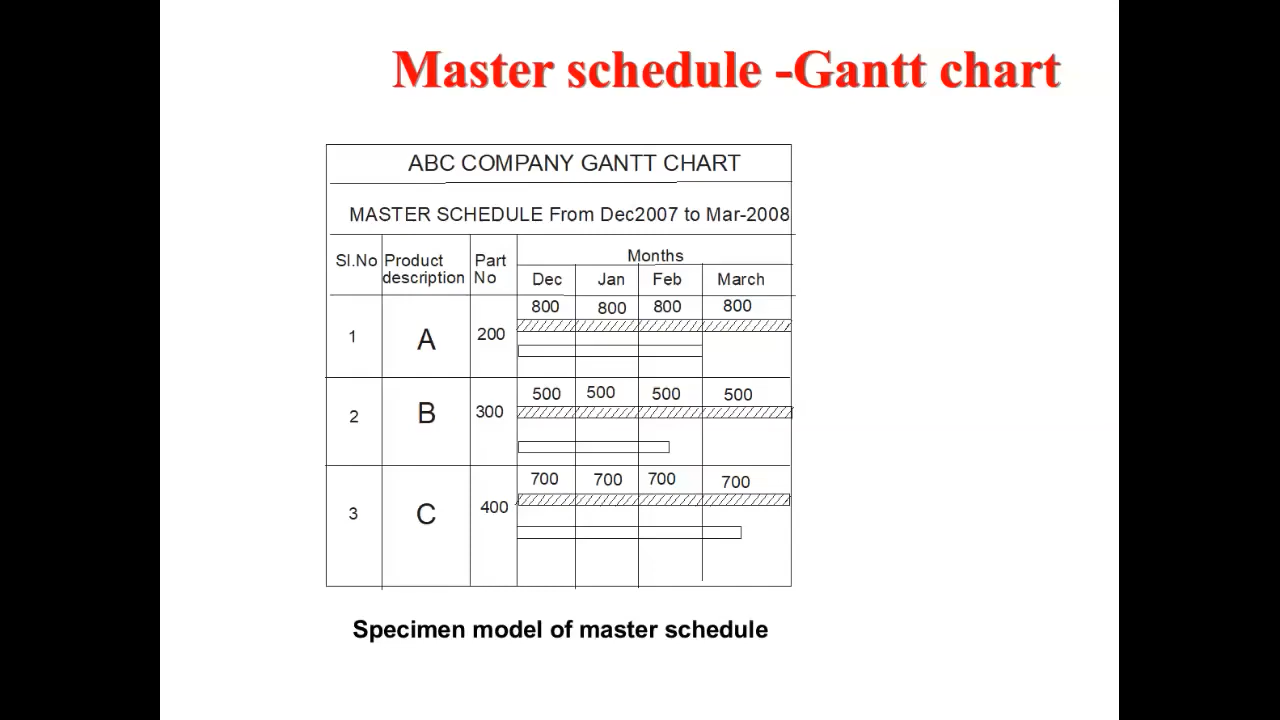 Master schedule -Gantt chart
ABC COMPANY GANTT CHART
MASTER SCHEDULE From Dec2007 to Mar-2008
Sl.No Product description Part No Months
Dec Jan Feb March
800 800 800 800
1 A 200
500 500 500 500
2 B 300
700 700 700 700
3 C 400
Specimen model of master schedule